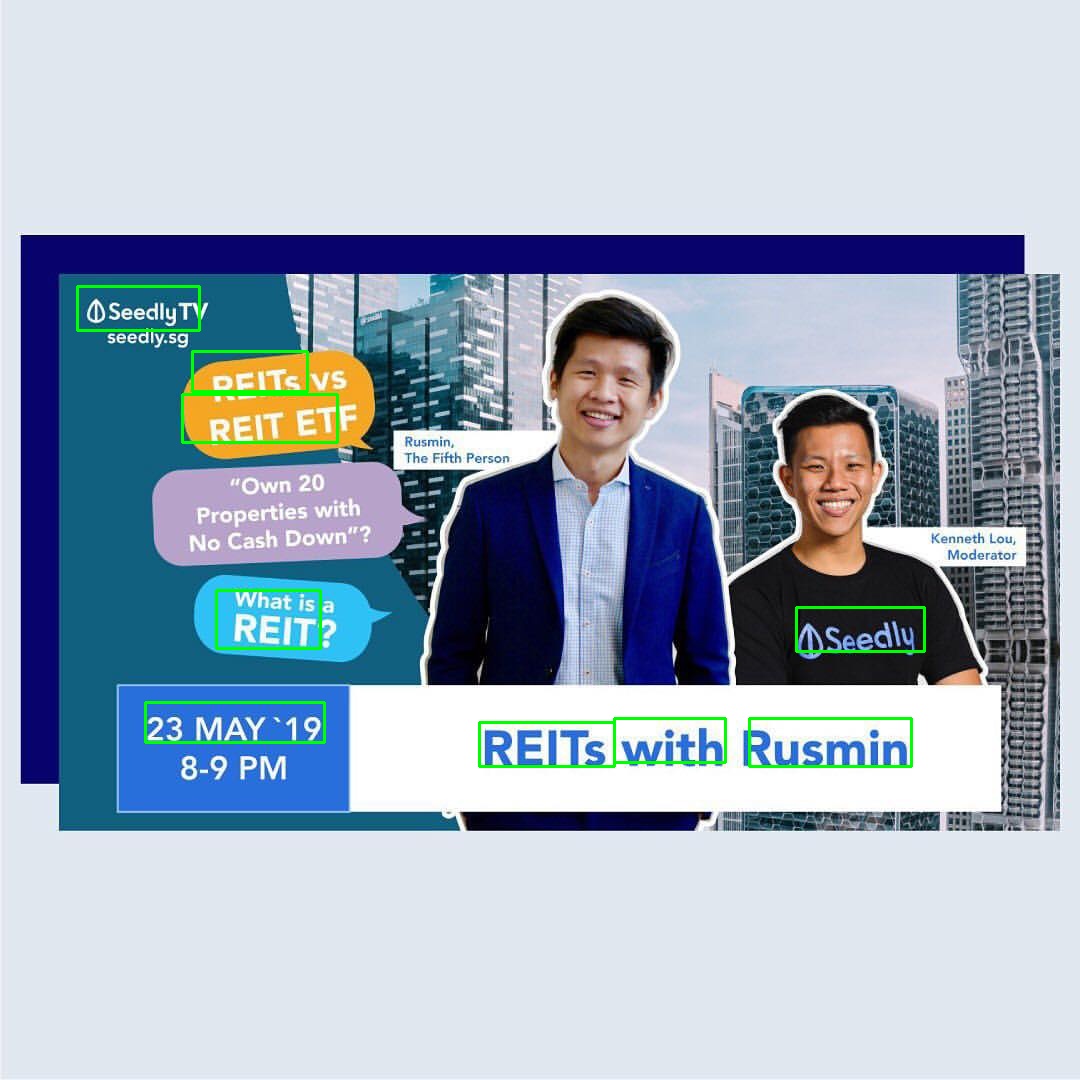 SeedlyTV
seedly.sg
REITs vs
REIT ETF
"Own 20
Properties with
No Cash Down"?
What is a
REIT?
Rusmin,
The Fifth Person
Kenneth Lou,
Moderator
Seedly
23 MAY `19
8-9 PM
REITs with Rusmin